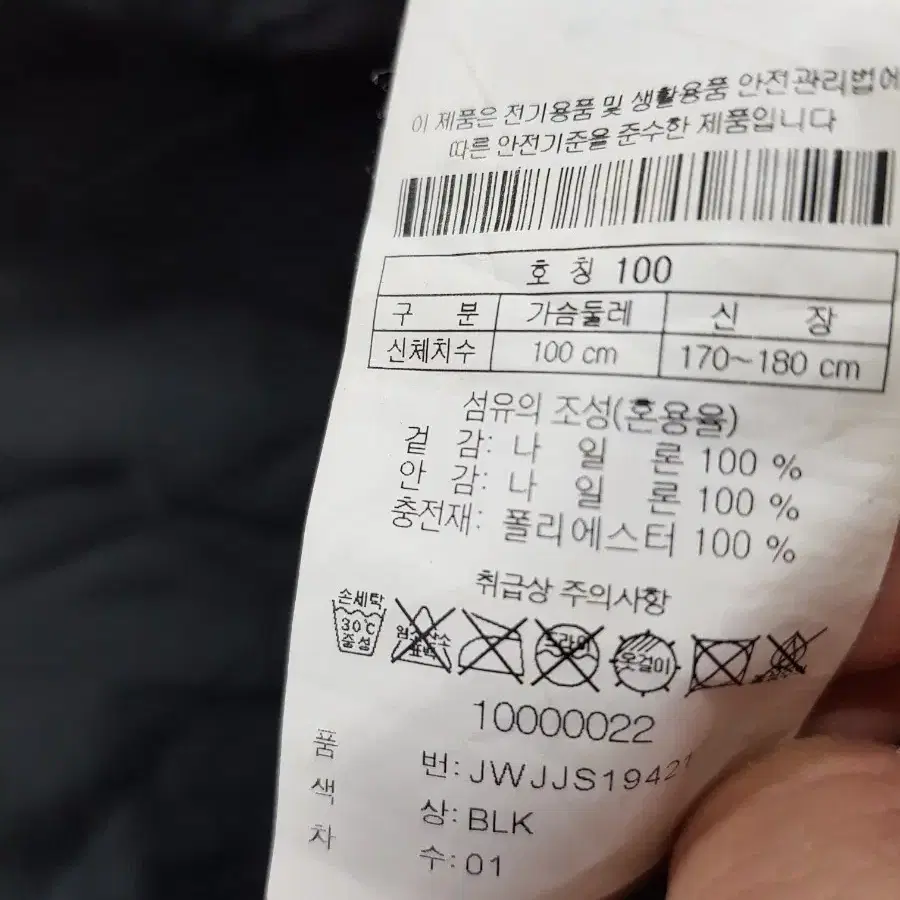 이 제품은 전기용품 및 생활용품 안전관리법에
따른 안전기준을 준수한 제품입니다
호 칭 100
구 분 가슴둘레 신 장
신체치수 100 cm 170~180 cm
섬유의 조성(혼용율)
겉 감: 나 일 론 100 %
안 감: 나 일 론 100 %
충전재: 폴리에스터 100 %
취급상 주의사항
손세탁
30℃
중성
드라이
옷걸이
10000022
품 번: JWJJS19421
색 상: BLK
차 수: 01